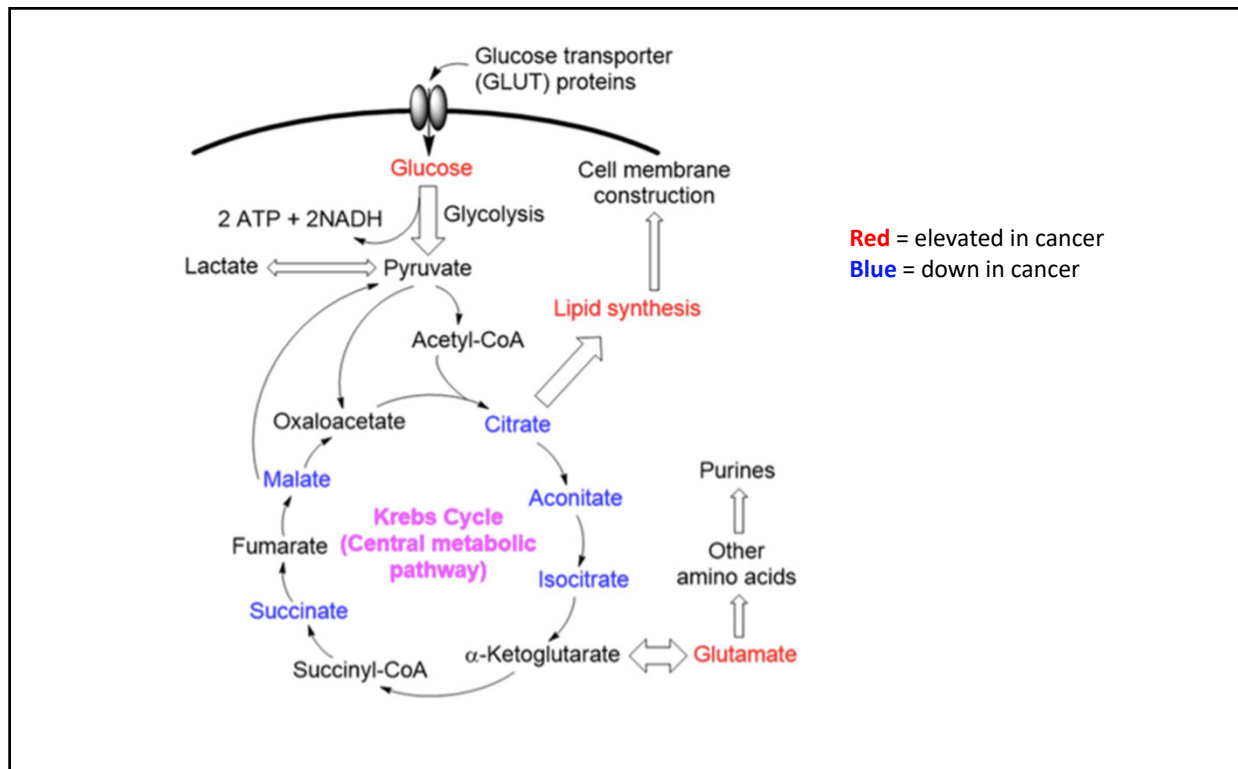 Glucose transporter
(GLUT) proteins
Glucose
Cell membrane
construction
2 ATP + 2NADH
Glycolysis
Red = elevated in cancer
Blue = down in cancer
Lactate
Pyruvate
Lipid synthesis
Acetyl-CoA
Oxaloacetate
Citrate
Malate
Purines
Aconitate
Krebs Cycle
(Central metabolic
pathway)
Fumarate
Other
amino acids
Isocitrate
Succinate
α-Ketoglutarate
Glutamate
Succinyl-CoA